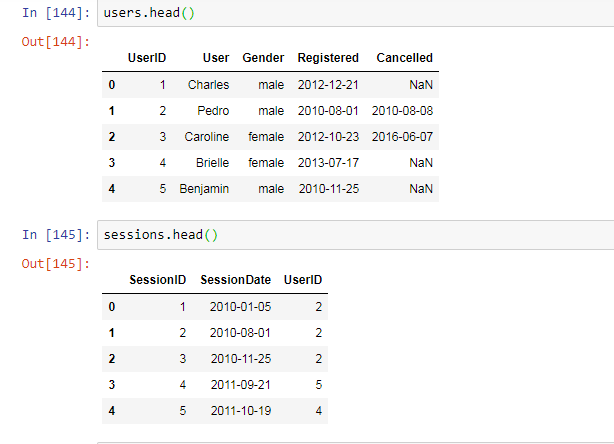 In [144]: users.head()
Out[144]:
UserID User Gender Registered Cancelled
0 1 Charles male 2012-12-21 NaN
1 2 Pedro male 2010-08-01 2010-08-08
2 3 Caroline female 2012-10-23 2016-06-07
3 4 Brielle female 2013-07-17 NaN
4 5 Benjamin male 2010-11-25 NaN
In [145]: sessions.head()
Out[145]:
SessionID SessionDate UserID
0 1 2010-01-05 2
1 2 2010-08-01 2
2 3 2010-11-25 2
3 4 2011-09-21 5
4 5 2011-10-19 4